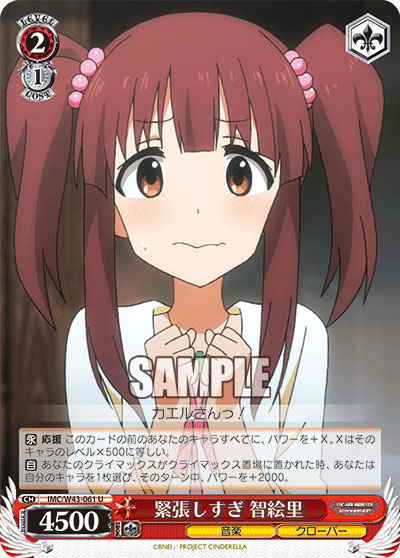 LEVEL
2
1
COST
SAMPLE
カエルさんっ!
永 応援 このカードの前のあなたのキャラすべてに、パワーを+X。Xはその
キャラのレベル×500に等しい。
自 あなたのクライマックスがクライマックス置場に置かれた時、あなたは
自分のキャラを1枚選び、そのターン中、パワーを+2000。
CH IMC/W43-061 U
4500
緊張しすぎ 智絵里
音楽
クローバー
©BNEI/PROJECT CINDERELLA